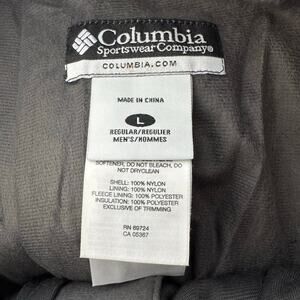 Columbia
Sportswear Company®
COLUMBIA.COM
MADE IN CHINA
L
REGULAR/REGULIER
MEN'S/HOMMES
SOFTENER, DO NOT BLEACH, DO
NOT DRYCLEAN
SHELL: 100% NYLON
LINING: 100% NYLON
FLEECE LINING: 100% POLYESTER
INSULATION: 100% POLYESTER
EXCLUSIVE OF TRIMMING
RN 69724
CA 05367